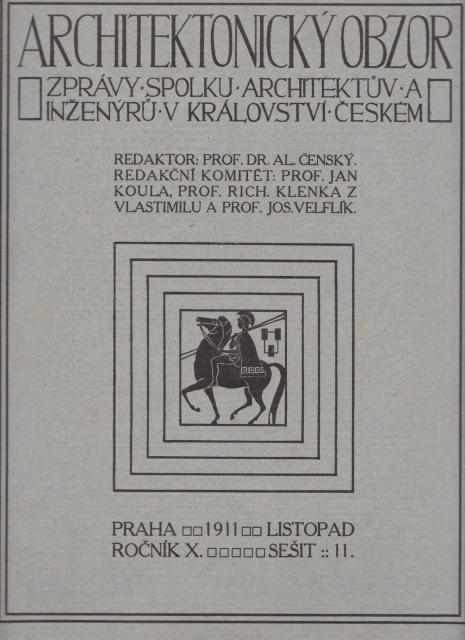 ARCHITEKTONICKÝ OBZOR
ZPRÁVY·SPOLKU·ARCHITEKTŮV·A
INŽENÝRŮ·V KRÁLOVSTVÍ·ČESKÉM
REDAKTOR: PROF. DR. AL. ČENSKÝ.
REDAKČNÍ KOMITÉT: PROF. JAN
KOULA, PROF. RICH. KLENKA Z
VLASTIMILU A PROF. JOS.VELFLÍK.
PRAHA □□1911□□ LISTOPAD
ROČNÍK X. □□□□□ SEŠIT :: 11.